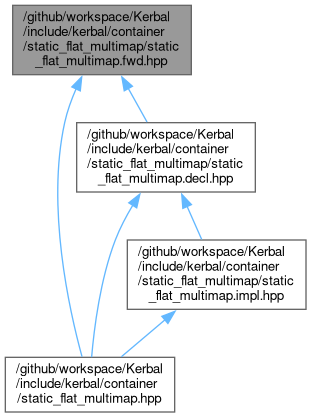 /github/workspace/Kerbal
/include/kerbal/container
/static_flat_multimap/static
_flat_multimap.fwd.hpp
/github/workspace/Kerbal
/include/kerbal/container
/static_flat_multimap/static
_flat_multimap.decl.hpp
/github/workspace/Kerbal
/include/kerbal/container
/static_flat_multimap/static
_flat_multimap.impl.hpp
/github/workspace/Kerbal
/include/kerbal/container
/static_flat_multimap.hpp